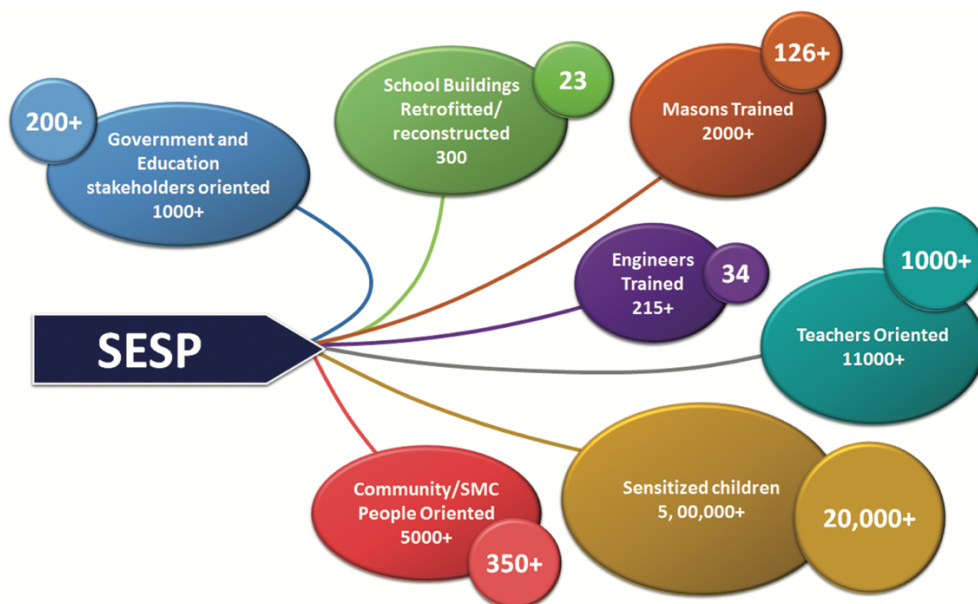 200+
Government and
Education
stakeholders oriented
1000+
School Buildings
Retrofitted/
reconstructed
300
23
126+
Masons Trained
2000+
Engineers
Trained
215+
34
1000+
Teachers Oriented
11000+
SESP
Community/SMC
People Oriented
5000+
350+
Sensitized children
5, 00,000+
20,000+